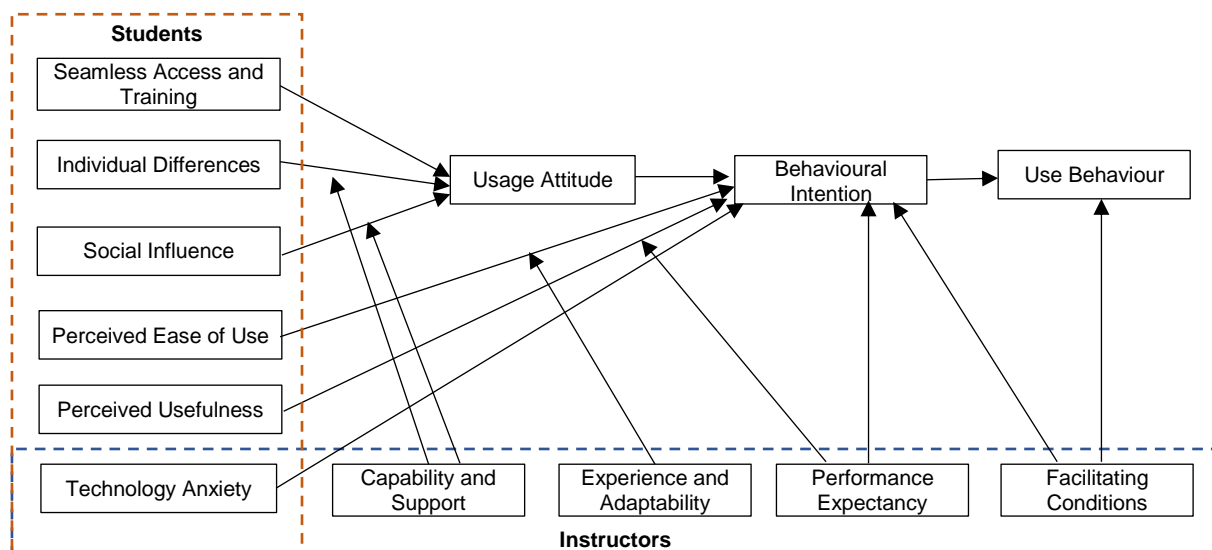 Students
Seamless Access and
Training
Individual Differences
Usage Attitude
Behavioural
Intention
Use Behaviour
Social Influence
Perceived Ease of Use
Perceived Usefulness
Technology Anxiety
Capability and
Support
Experience and
Adaptability
Performance
Expectancy
Facilitating
Conditions
Instructors